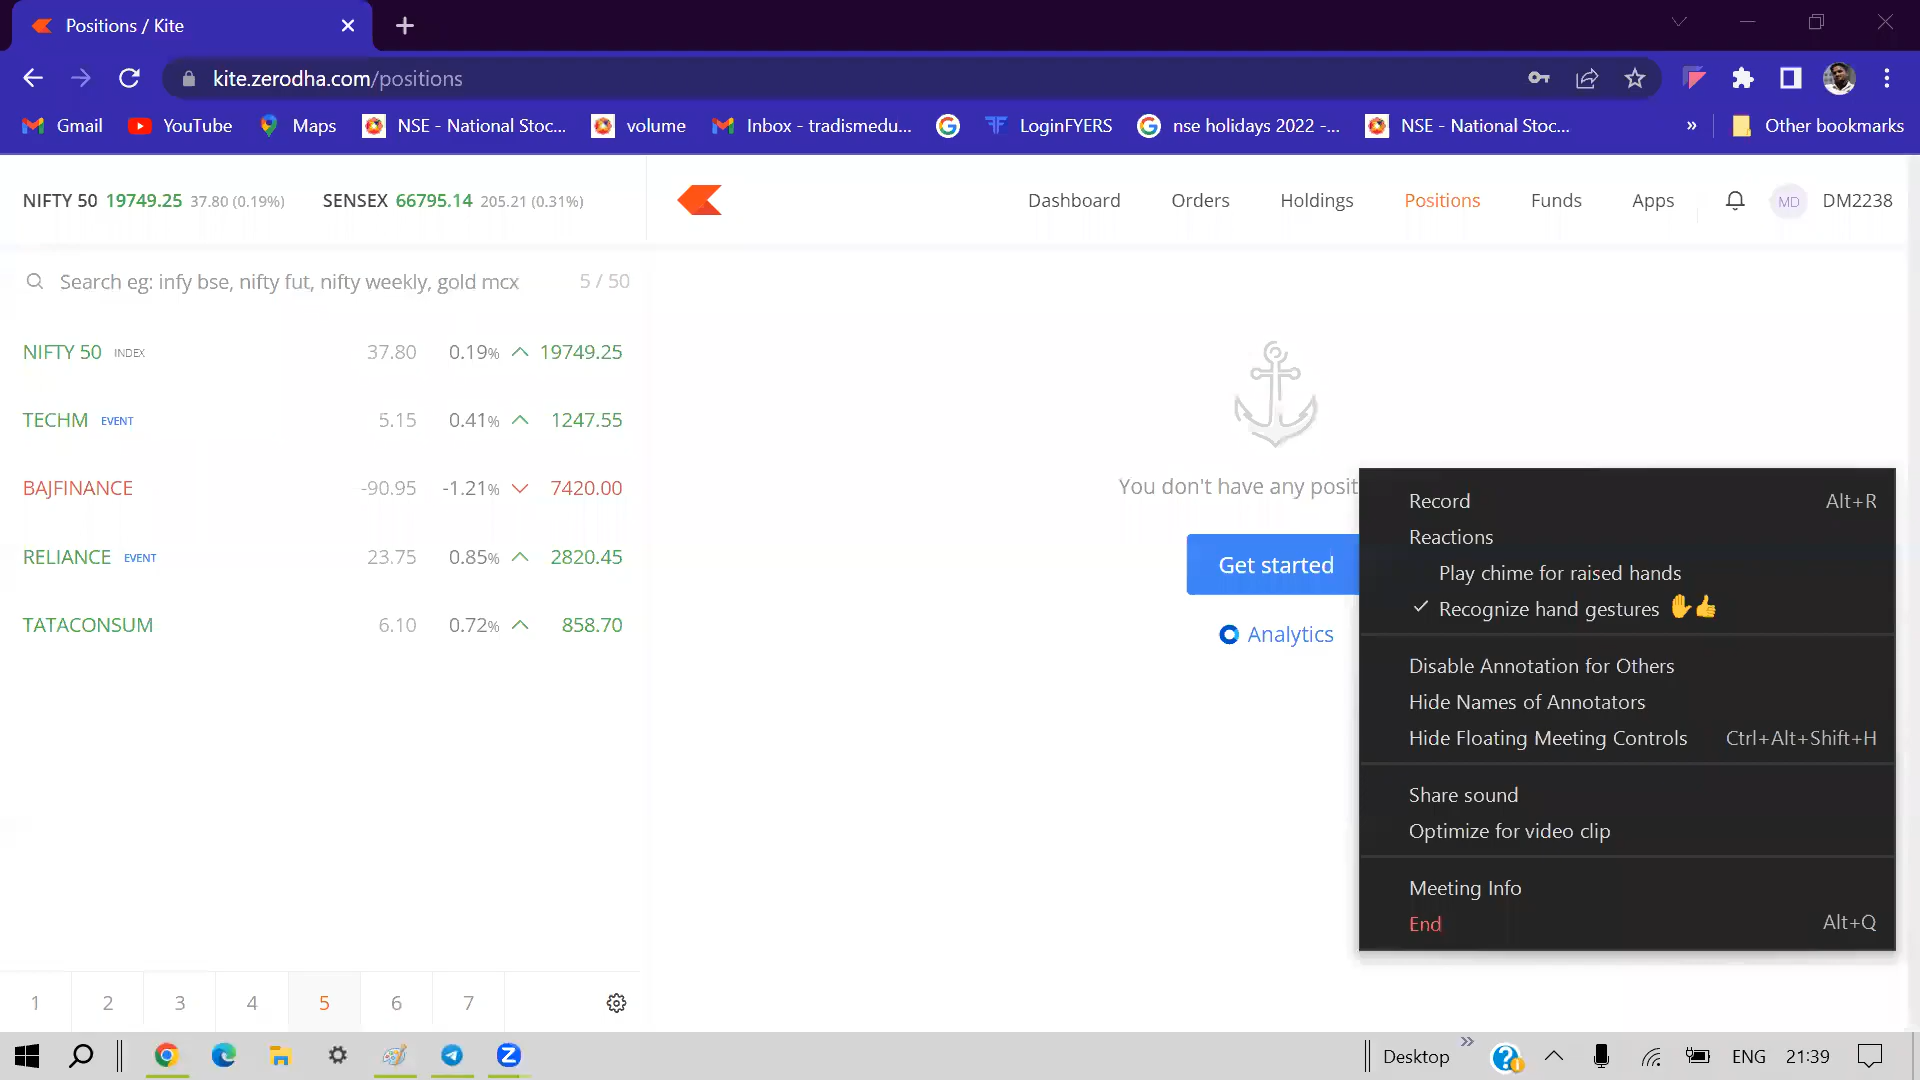 Positions / Kite
kite.zerodha.com/positions
Gmail YouTube Maps NSE - National Stoc... volume Inbox - tradismedu... LoginFYERS nse holidays 2022 -... NSE - National Stoc... » Other bookmarks
NIFTY 50 19749.25 37.80 (0.19%) SENSEX 66795.14 205.21 (0.31%)
Dashboard Orders Holdings Positions Funds Apps MD DM2238
Search eg: infy bse, nifty fut, nifty weekly, gold mcx 5 / 50
NIFTY 50 INDEX 37.80 0.19% 19749.25
TECHM EVENT 5.15 0.41% 1247.55
BAJFINANCE -90.95 -1.21% 7420.00
RELIANCE EVENT 23.75 0.85% 2820.45
TATACONSUM 6.10 0.72% 858.70
You don't have any posit
Get started
Analytics
Record Alt+R
Reactions
Play chime for raised hands
Recognize hand gestures ✋👍
Disable Annotation for Others
Hide Names of Annotators
Hide Floating Meeting Controls Ctrl+Alt+Shift+H
Share sound
Optimize for video clip
Meeting Info
End Alt+Q
1 2 3 4 5 6 7
Desktop » ENG 21:39